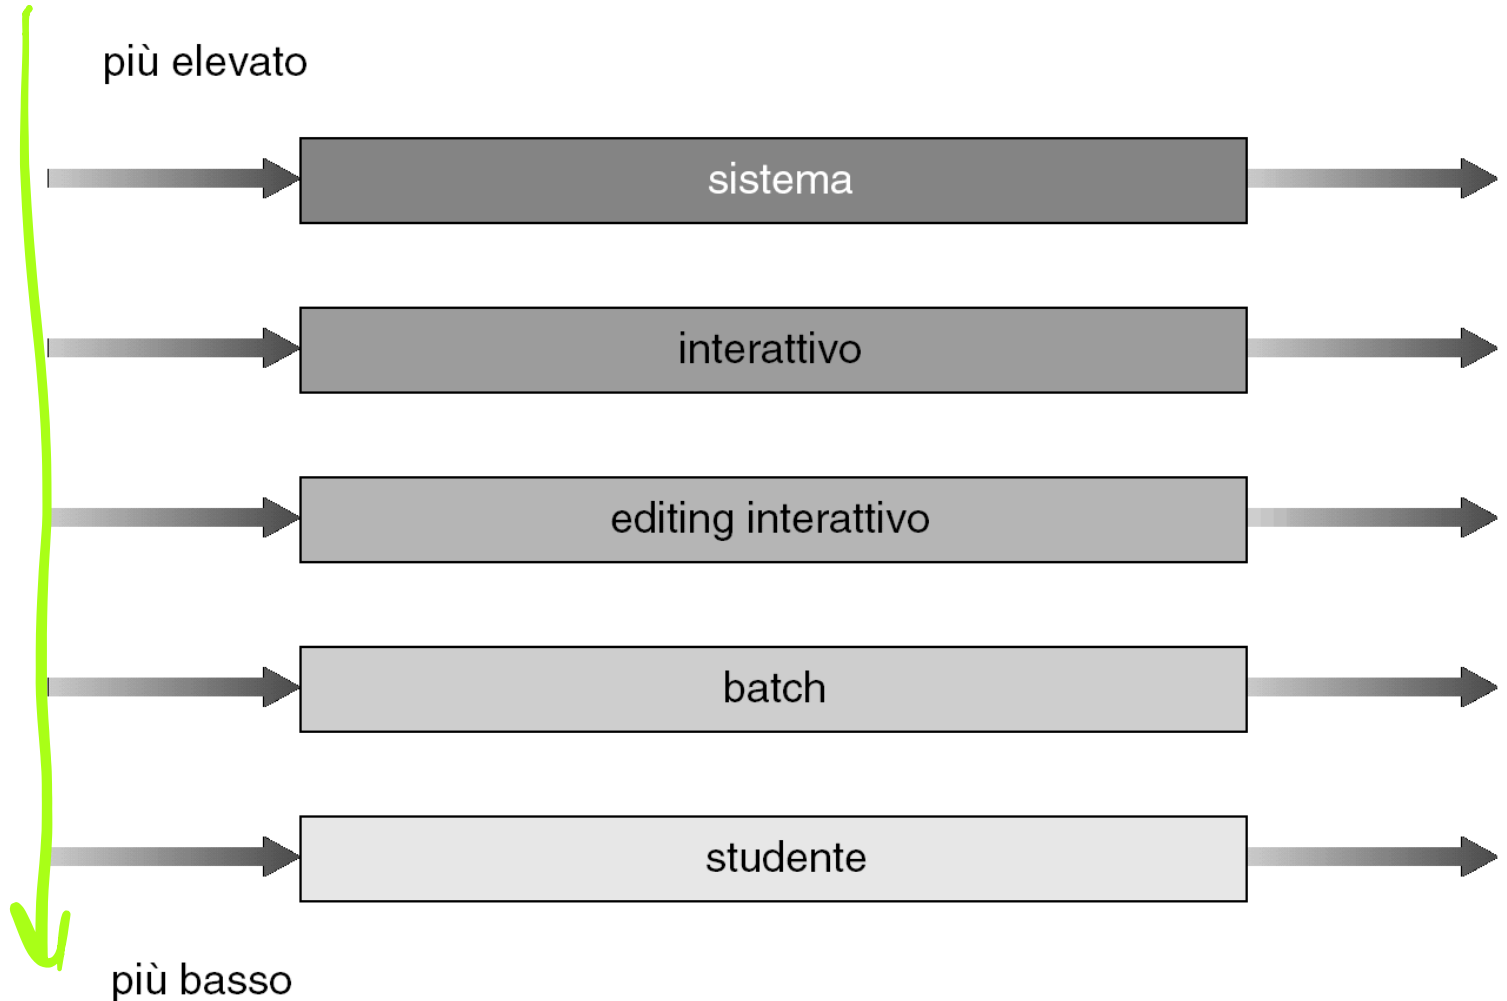 più elevato
sistema
interattivo
editing interattivo
batch
studente
più basso